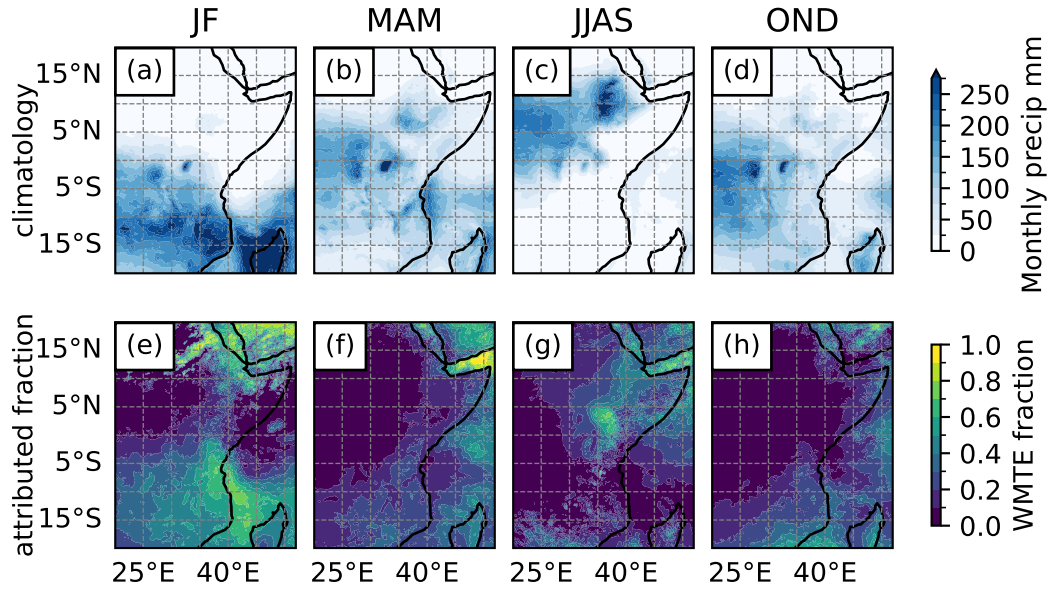 JF MAM JJAS OND
climatology
15°N
5°N
5°S
15°S
(a) (b) (c) (d)
250
200
150
100
50
0
Monthly precip mm
attributed fraction
15°N
5°N
5°S
15°S
(e) (f) (g) (h)
1.0
0.8
0.6
0.4
0.2
0.0
WMTE fraction
25°E 40°E 25°E 40°E 25°E 40°E 25°E 40°E